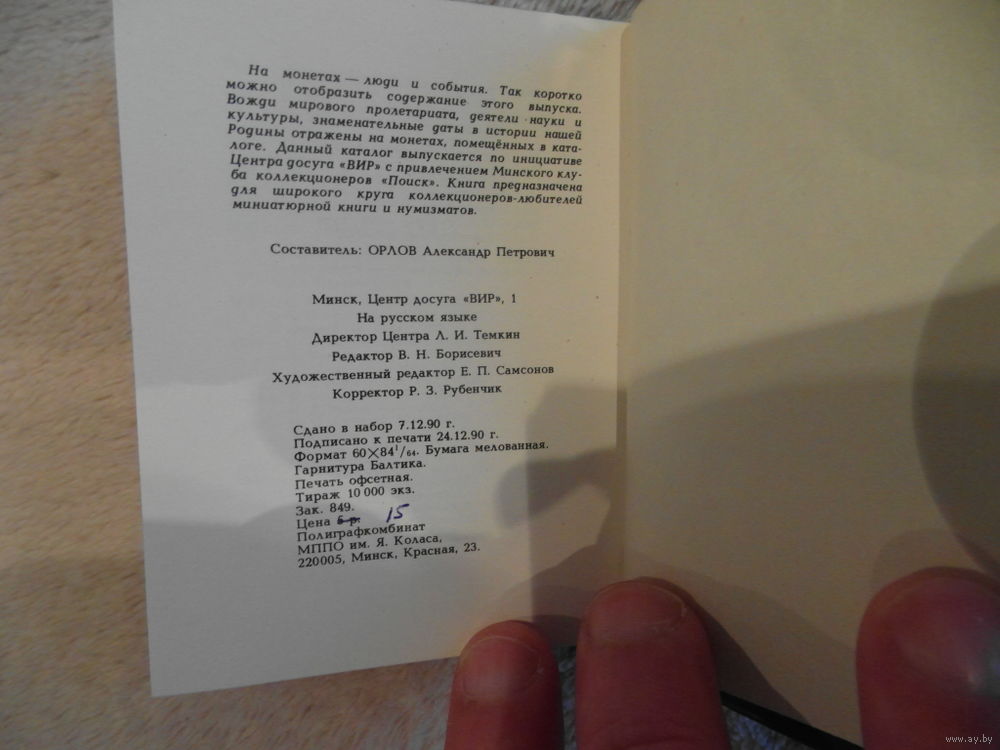 На монетах — люди и события. Так коротко
можно отобразить содержание этого выпуска.
Вожди мирового пролетариата, деятели науки и
культуры, знаменательные даты в истории нашей
Родины отражены на монетах, помещённых в ката-
логе. Данный каталог выпускается по инициативе
Центра досуга «ВИР» с привлечением Минского клу-
ба коллекционеров «Поиск». Книга предназначена
для широкого круга коллекционеров-любителей
миниатюрной книги и нумизматов.
Составитель: ОРЛОВ Александр Петрович
Минск, Центр досуга «ВИР», 1
На русском языке
Директор Центра Л. И. Темкин
Редактор В. Н. Борисевич
Художественный редактор Е. П. Самсонов
Корректор Р. З. Рубенчик
Сдано в набор 7.12.90 г.
Подписано к печати 24.12.90 г.
Формат 60×84¹/₆₄. Бумага мелованная.
Гарнитура Балтика.
Печать офсетная.
Тираж 10 000 экз.
Зак. 849.
Цена 5 р. 15
Полиграфкомбинат
МППО им. Я. Коласа,
220005, Минск, Красная, 23.
www.ay.by